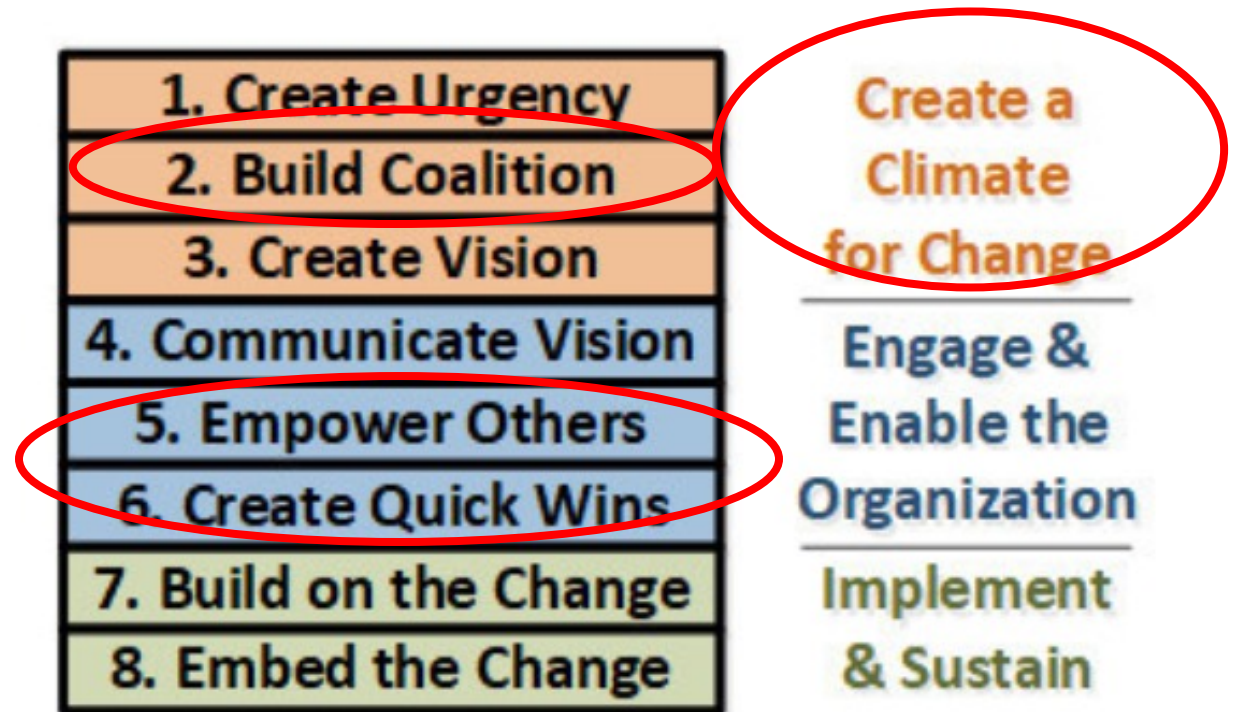 1. Create Urgency
2. Build Coalition
3. Create Vision
4. Communicate Vision
5. Empower Others
6. Create Quick Wins
7. Build on the Change
8. Embed the Change
Create a
Climate
for Change
Engage &
Enable the
Organization
Implement
& Sustain